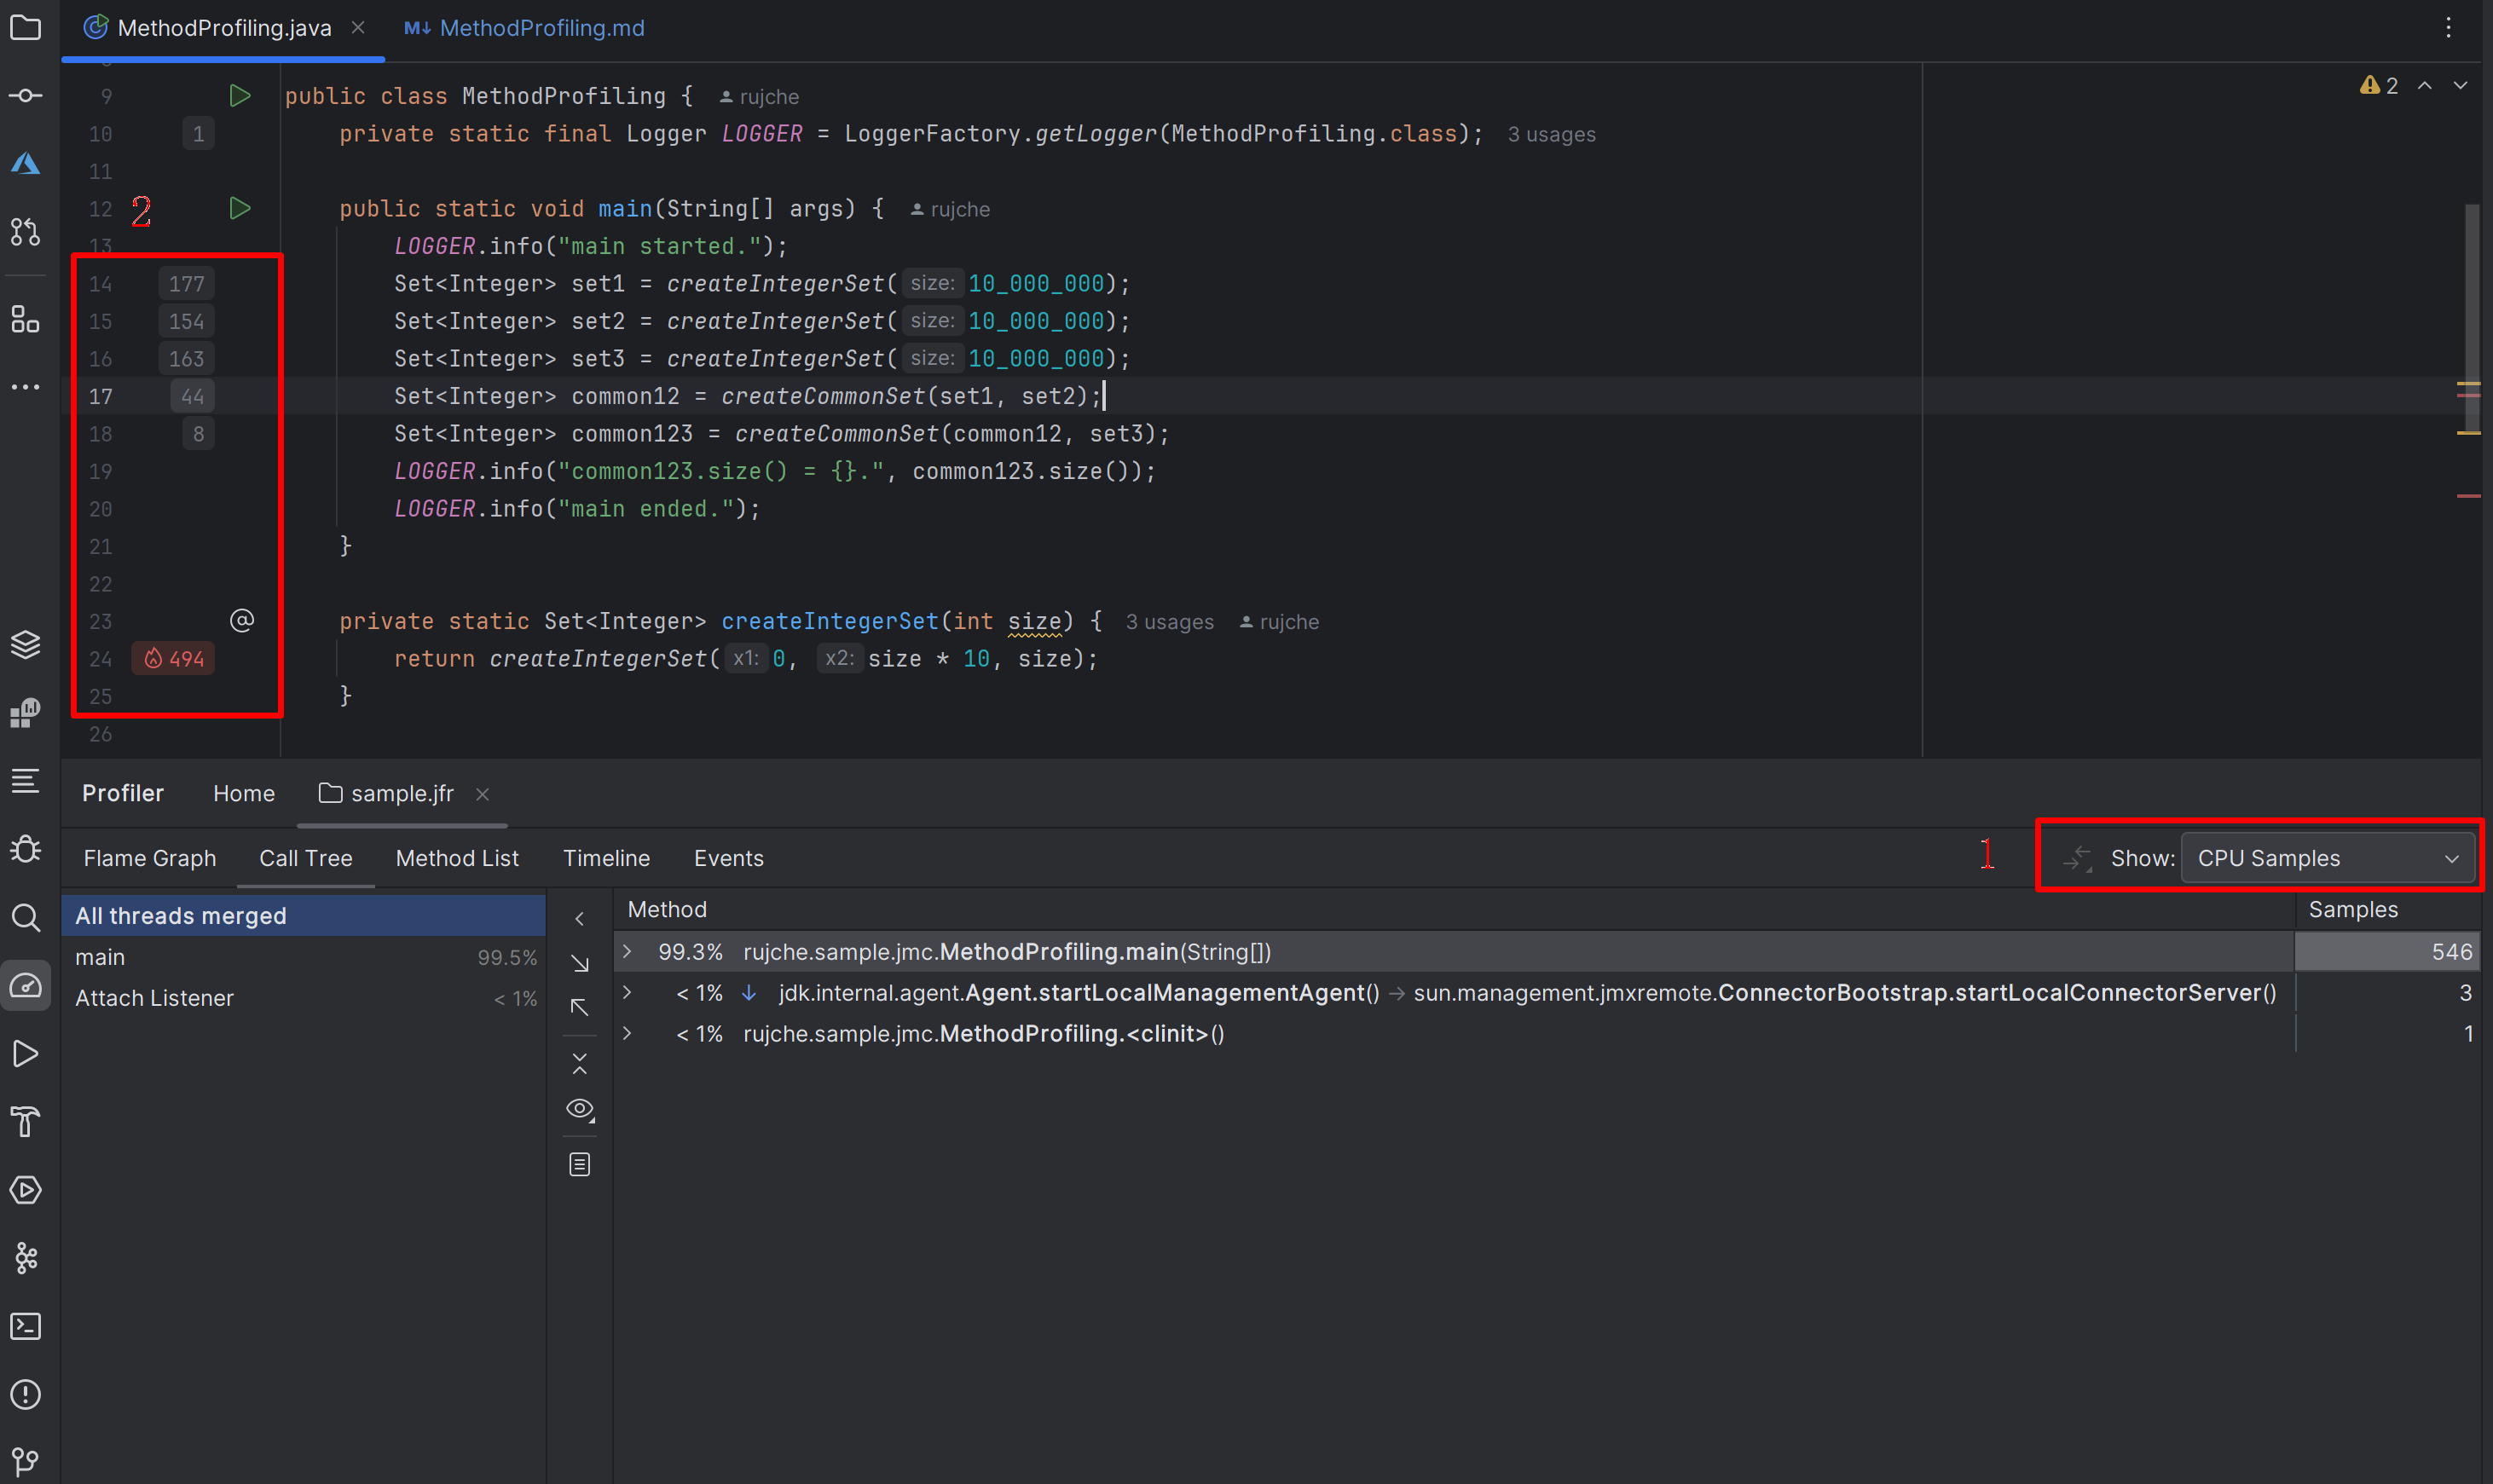 MethodProfiling.java
M↓ MethodProfiling.md
9 public class MethodProfiling { rujche
2
10 1 private static final Logger LOGGER = LoggerFactory.getLogger(MethodProfiling.class); 3 usages
11
12 2 public static void main(String[] args) { rujche
13 LOGGER.info("main started.");
14 177 Set<Integer> set1 = createIntegerSet( size: 10_000_000);
15 154 Set<Integer> set2 = createIntegerSet( size: 10_000_000);
16 163 Set<Integer> set3 = createIntegerSet( size: 10_000_000);
17 44 Set<Integer> common12 = createCommonSet(set1, set2);
18 8 Set<Integer> common123 = createCommonSet(common12, set3);
19 LOGGER.info("common123.size() = {}.", common123.size());
20 LOGGER.info("main ended.");
21 }
22
23 @ private static Set<Integer> createIntegerSet(int size) { 3 usages rujche
24 494 return createIntegerSet( x1: 0, x2: size * 10, size);
25 }
26
Profiler Home sample.jfr
Flame Graph Call Tree Method List Timeline Events 1 Show: CPU Samples
All threads merged
main 99.5%
Attach Listener < 1%
Method Samples
99.3% rujche.sample.jmc.MethodProfiling.main(String[]) 546
< 1% ↓ jdk.internal.agent.Agent.startLocalManagementAgent() → sun.management.jmxremote.ConnectorBootstrap.startLocalConnectorServer() 3
< 1% rujche.sample.jmc.MethodProfiling.<clinit>() 1